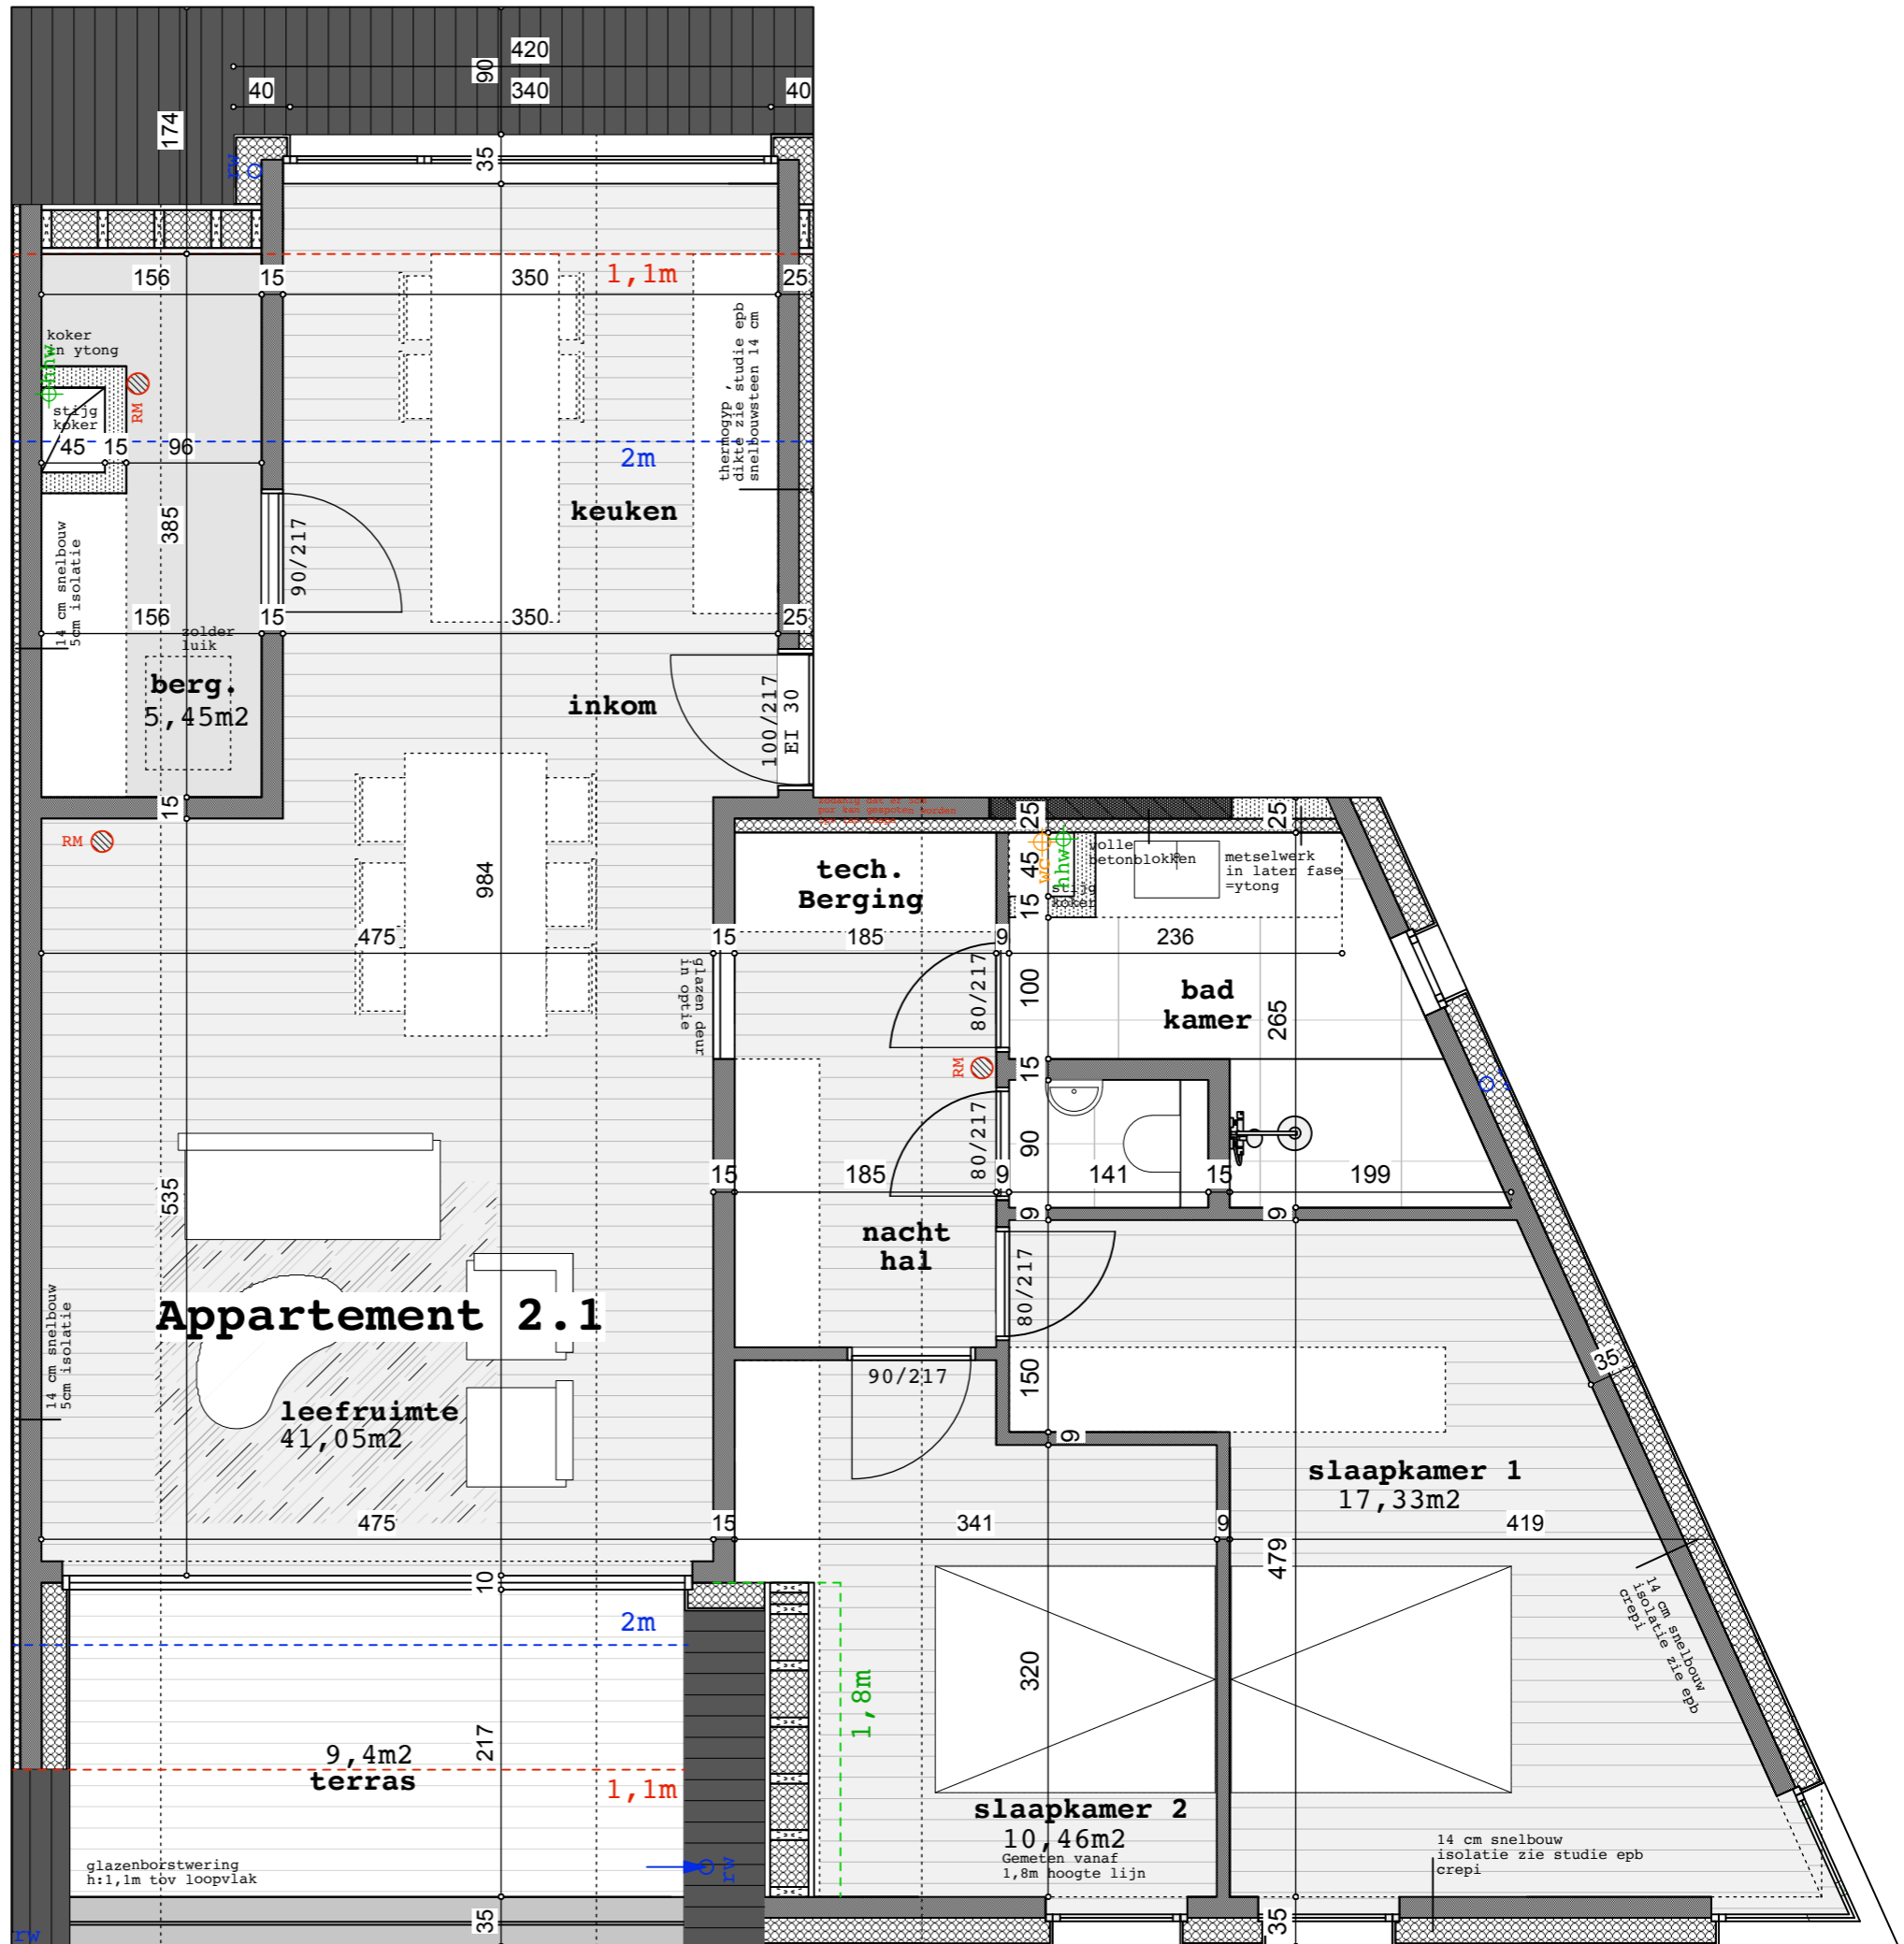 420
90
40
340
40
174
35
rw
1,1m
156
15
350
25
koker
in ytong
hhw
RM
stijg
koker
45
15
96
thermogyp ,
dikte zie studie epb
snelbouwsteen 14 cm
2m
keuken
385
90/217
14 cm snelbouw
5cm isolatie
156
15
350
25
zolder
luik
berg.
5,45m2
inkom
100/217
EI 30
15
RM
984
pur kan gespoten worden
25
25
45
15
wc
hhw
stijg
koker
volle
betonblokken
metselwerk
in later fase
=ytong
tech.
Berging
475
15
185
9
236
glazen deur
in optie
80/217
100
bad
kamer
265
RM
15
80/217
90
535
15
185
9
141
15
199
9
9
nacht
hal
80/217
Appartement 2.1
14 cm snelbouw
5cm isolatie
90/217
150
35
leefruimte
41,05m2
9
slaapkamer 1
17,33m2
475
15
341
9
419
479
10
2m
14 cm snelbouw
isolatie zie epb
crepi
320
1,8m
217
9,4m2
terras
1,1m
slaapkamer 2
10,46m2
Gemeten vanaf
1,8m hoogte lijn
14 cm snelbouw
isolatie zie studie epb
crepi
glazenborstwering
h:1,1m tov loopvlak
rw
35
35
rw